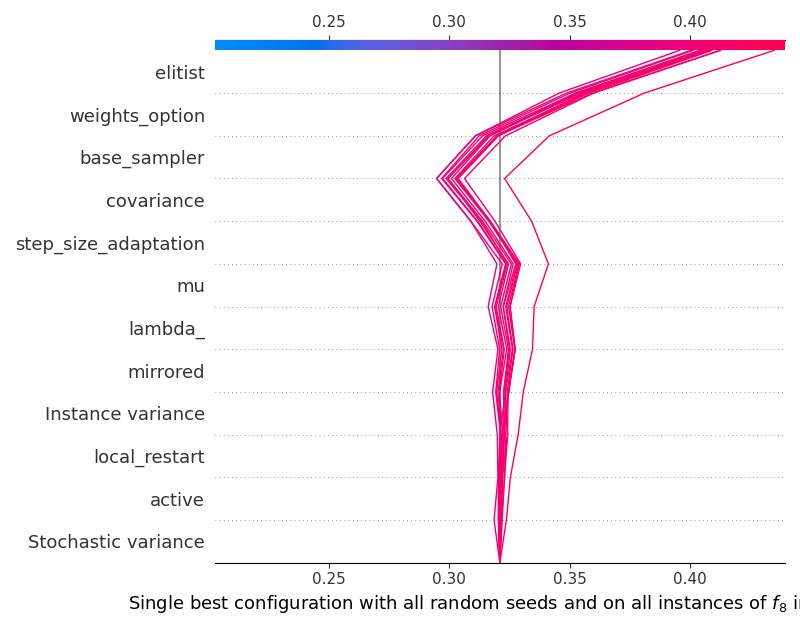 0.25 0.30 0.35 0.40
elitist
weights_option
base_sampler
covariance
step_size_adaptation
mu
lambda_
mirrored
Instance variance
local_restart
active
Stochastic variance
0.25 0.30 0.35 0.40
Single best configuration with all random seeds and on all instances of f₈ i